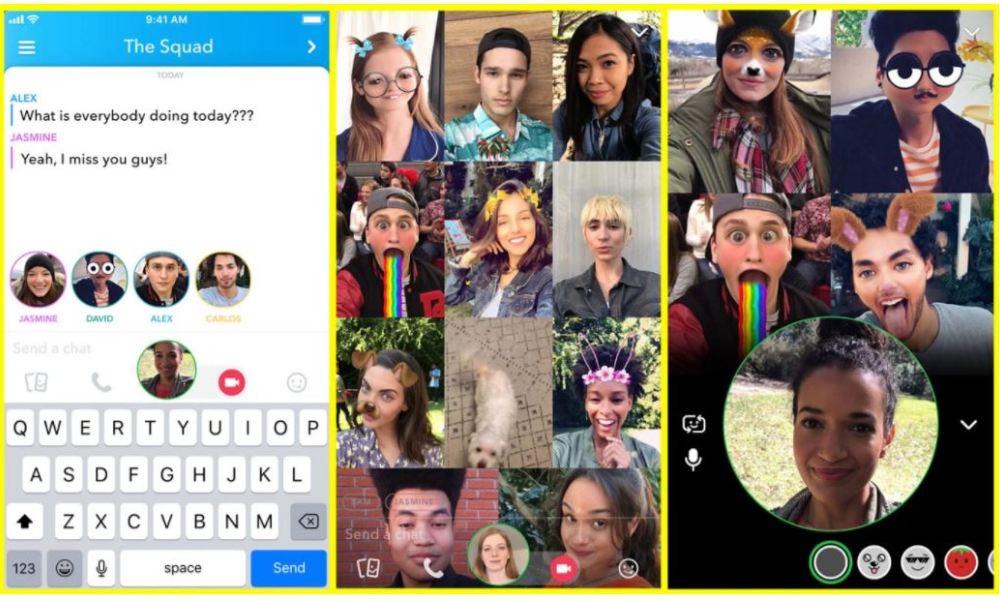 9:41 AM
The Squad
TODAY
ALEX
What is everybody doing today???
JASMINE
Yeah, I miss you guys!
JASMINE DAVID ALEX CARLOS
Send a chat
Q W E R T Y U I O P
A S D F G H J K L
Z X C V B N M
123 space Send
SAM JASMINE
Send a chat